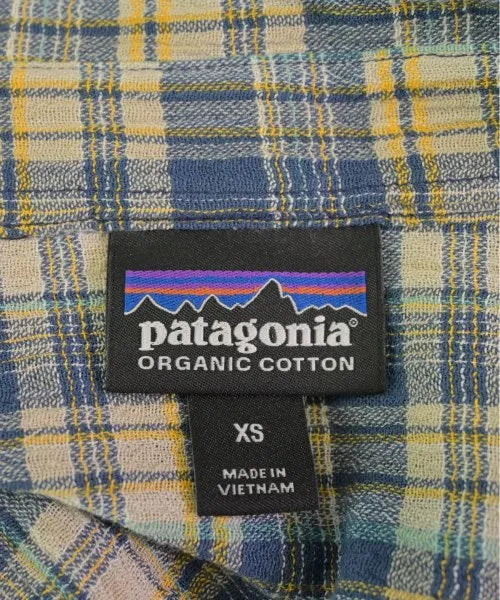 patagonia®
ORGANIC COTTON
XS
MADE IN
VIETNAM